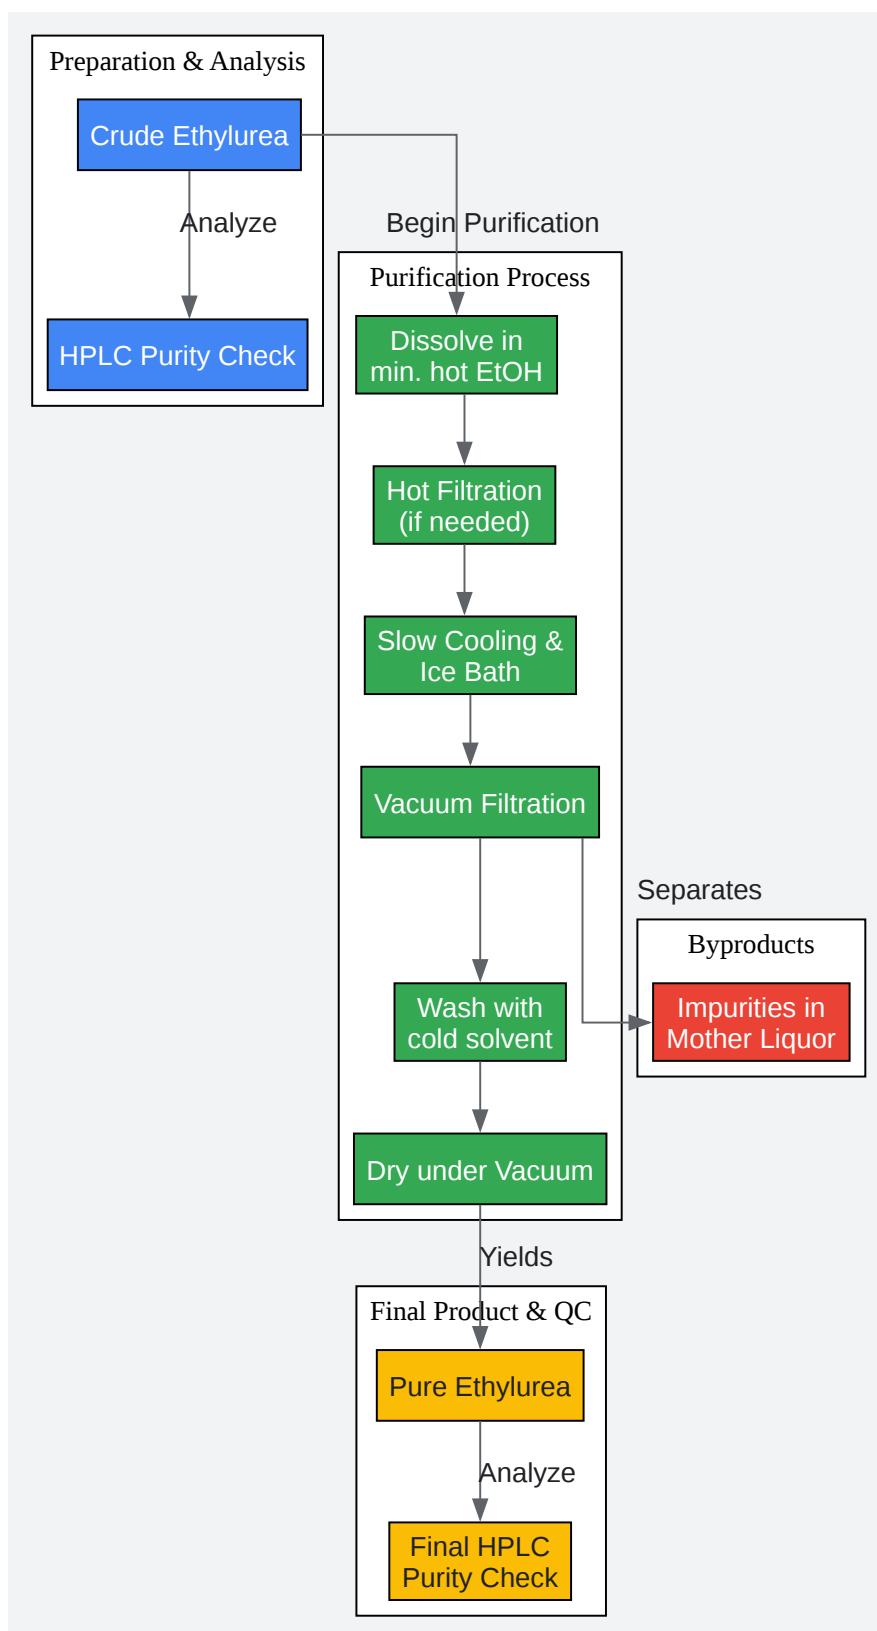 Preparation & Analysis
Crude Ethylurea
Analyze
HPLC Purity Check
Begin Purification
Purification Process
Dissolve in
min. hot EtOH
Hot Filtration
(if needed)
Slow Cooling &
Ice Bath
Vacuum Filtration
Separates
Byproducts
Impurities in
Mother Liquor
Wash with
cold solvent
Dry under Vacuum
Yields
Final Product & QC
Pure Ethylurea
Analyze
Final HPLC
Purity Check